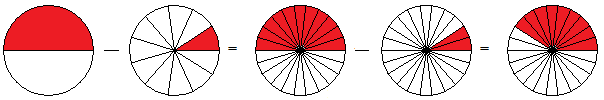 — = — =